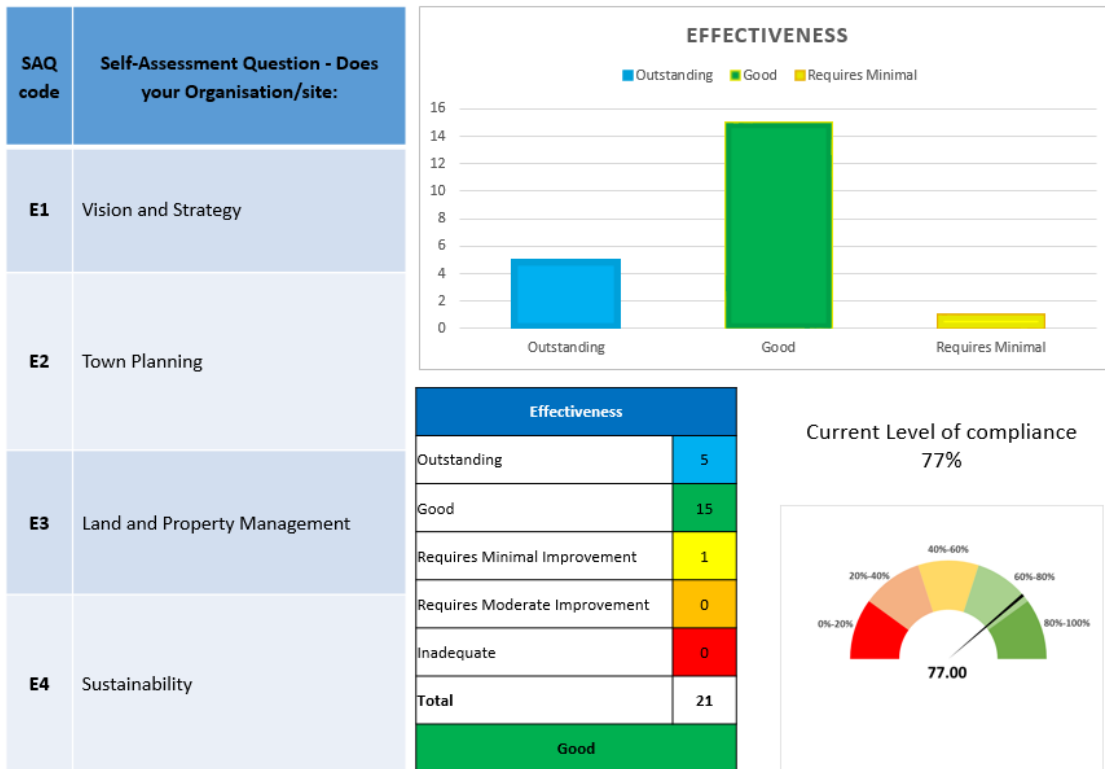 SAQ code
Self-Assessment Question - Does your Organisation/site:
E1 Vision and Strategy
E2 Town Planning
E3 Land and Property Management
E4 Sustainability
EFFECTIVENESS
Outstanding Good Requires Minimal
16
14
12
10
8
6
4
2
0
Outstanding Good Requires Minimal
Effectiveness
Outstanding 5
Good 15
Requires Minimal Improvement 1
Requires Moderate Improvement 0
Inadequate 0
Total 21
Good
Current Level of compliance
77%
0%-20%
20%-40%
40%-60%
60%-80%
80%-100%
77.00